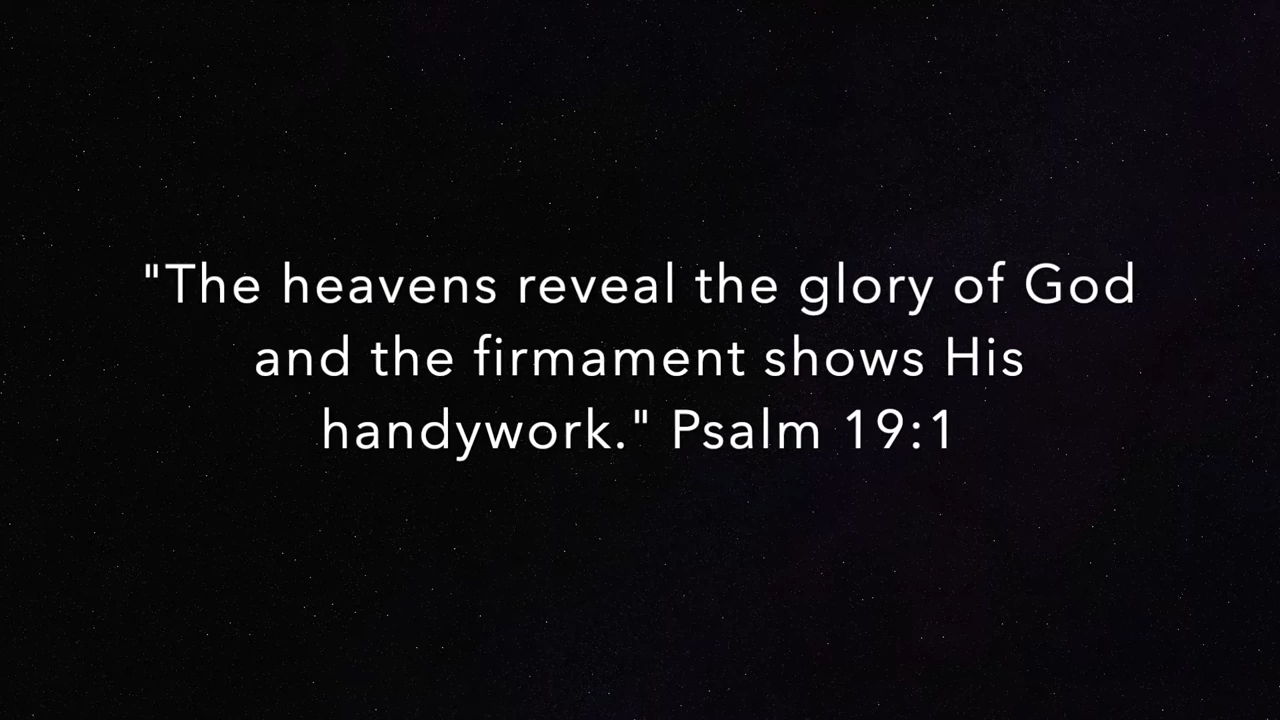 "The heavens reveal the glory of God
and the firmament shows His
handywork." Psalm 19:1